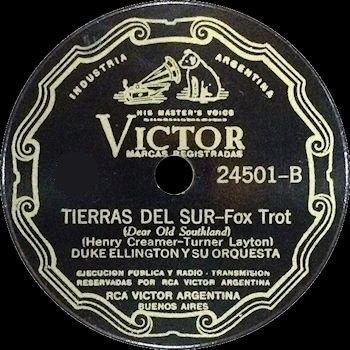 INDUSTRIA ARGENTINA
HIS MASTER'S VOICE
VICTOR
MARCAS REGISTRADAS
24501-B
TIERRAS DEL SUR-Fox Trot
(Dear Old Southland)
(Henry Creamer-Turner Layton)
DUKE ELLINGTON Y SU ORQUESTA
EJECUCION PUBLICA Y RADIO - TRANSMISION
RESERVADAS POR RCA VICTOR ARGENTINA
RCA VICTOR ARGENTINA
BUENOS AIRES